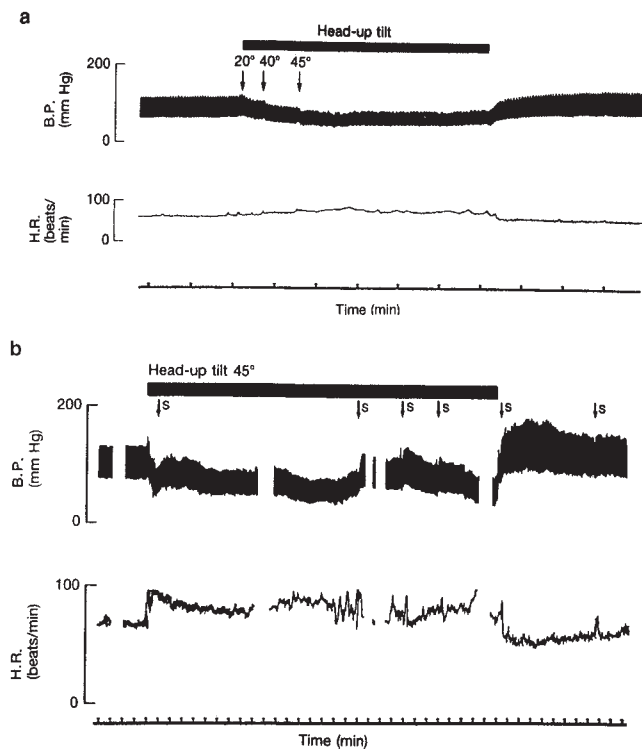 a
Head-up tilt
20° 40° 45°
200
B.P.
(mm Hg)
0
100
H.R.
(beats/
min)
0
Time (min)
b
Head-up tilt 45°
200
s s s s s s
B.P.
(mm Hg)
0
100
H.R.
(beats/min)
0
Time (min)